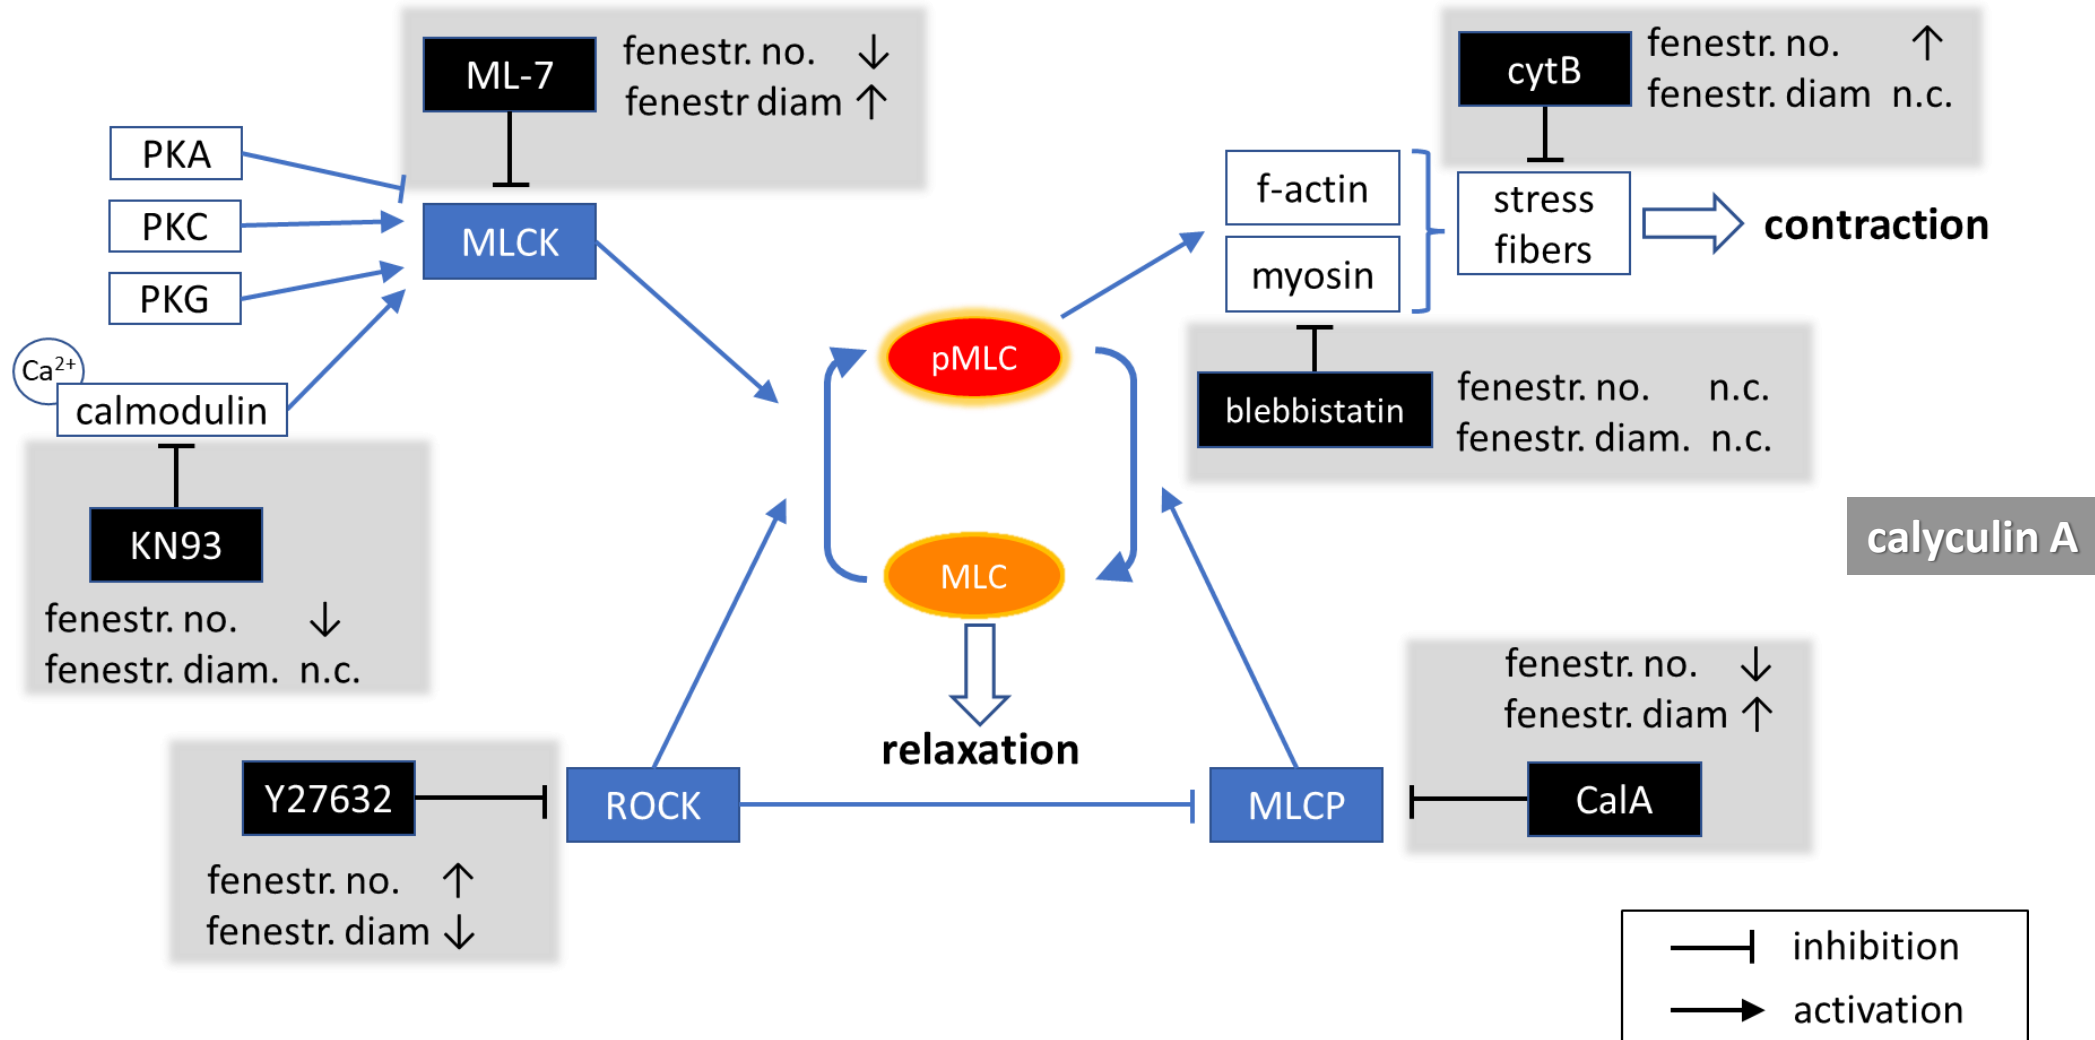 ML-7
fenestr. no. ↓
fenestr diam ↑
PKA
PKC
PKG
MLCK
Ca2+
calmodulin
KN93
fenestr. no. ↓
fenestr. diam. n.c.
Y27632
fenestr. no. ↑
fenestr. diam ↓
ROCK
pMLC
MLC
relaxation
MLCP
cytB
fenestr. no. ↑
fenestr. diam n.c.
f-actin
myosin
stress
fibers
contraction
blebbistatin
fenestr. no. n.c.
fenestr. diam. n.c.
calyculin A
fenestr. no. ↓
fenestr. diam ↑
CalA
inhibition
activation